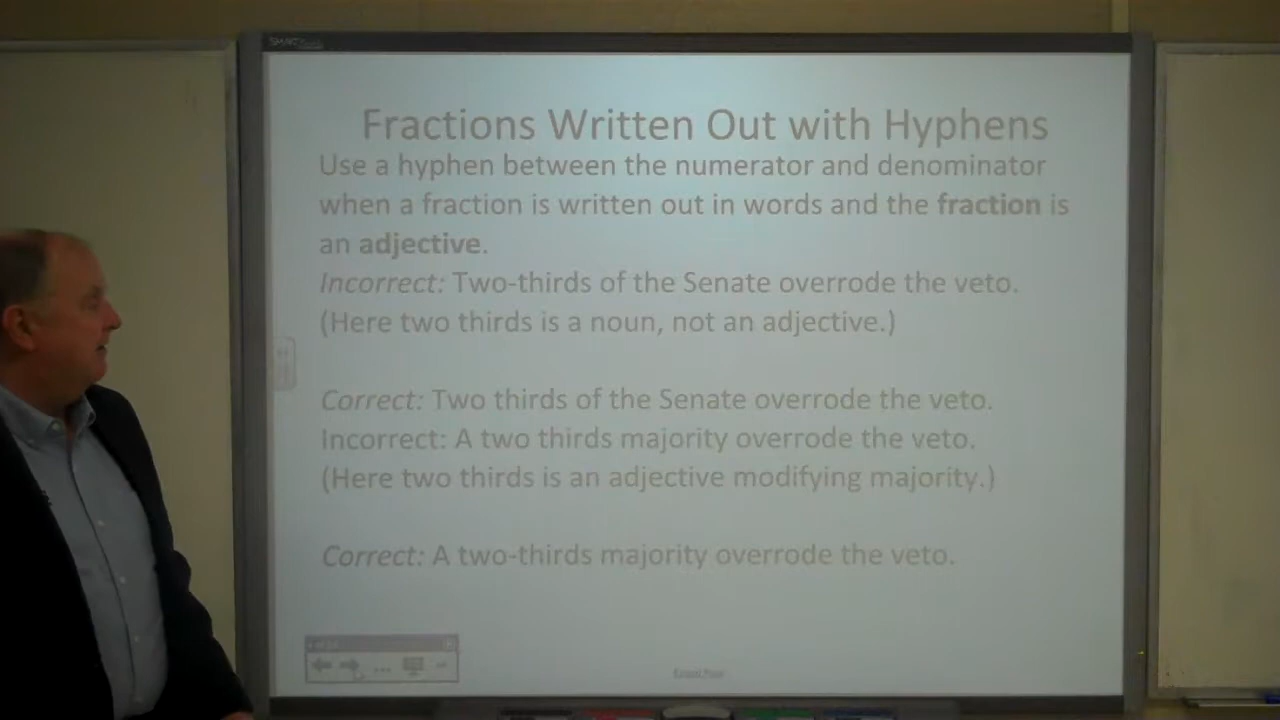 SMART
Fractions Written Out with Hyphens
Use a hyphen between the numerator and denominator
when a fraction is written out in words and the fraction is
an adjective.
Incorrect: Two-thirds of the Senate overrode the veto.
(Here two thirds is a noun, not an adjective.)
Correct: Two thirds of the Senate overrode the veto.
Incorrect: A two thirds majority overrode the veto.
(Here two thirds is an adjective modifying majority.)
Correct: A two-thirds majority overrode the veto.